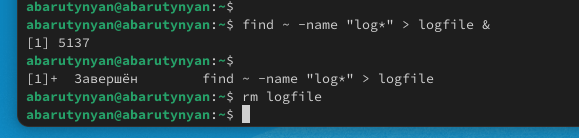 abarutynyan@abarutynyan:~$
abarutynyan@abarutynyan:~$ find ~ -name "log*" > logfile &
[1] 5137
abarutynyan@abarutynyan:~$
[1]+  Завершён        find ~ -name "log*" > logfile
abarutynyan@abarutynyan:~$ rm logfile
abarutynyan@abarutynyan:~$